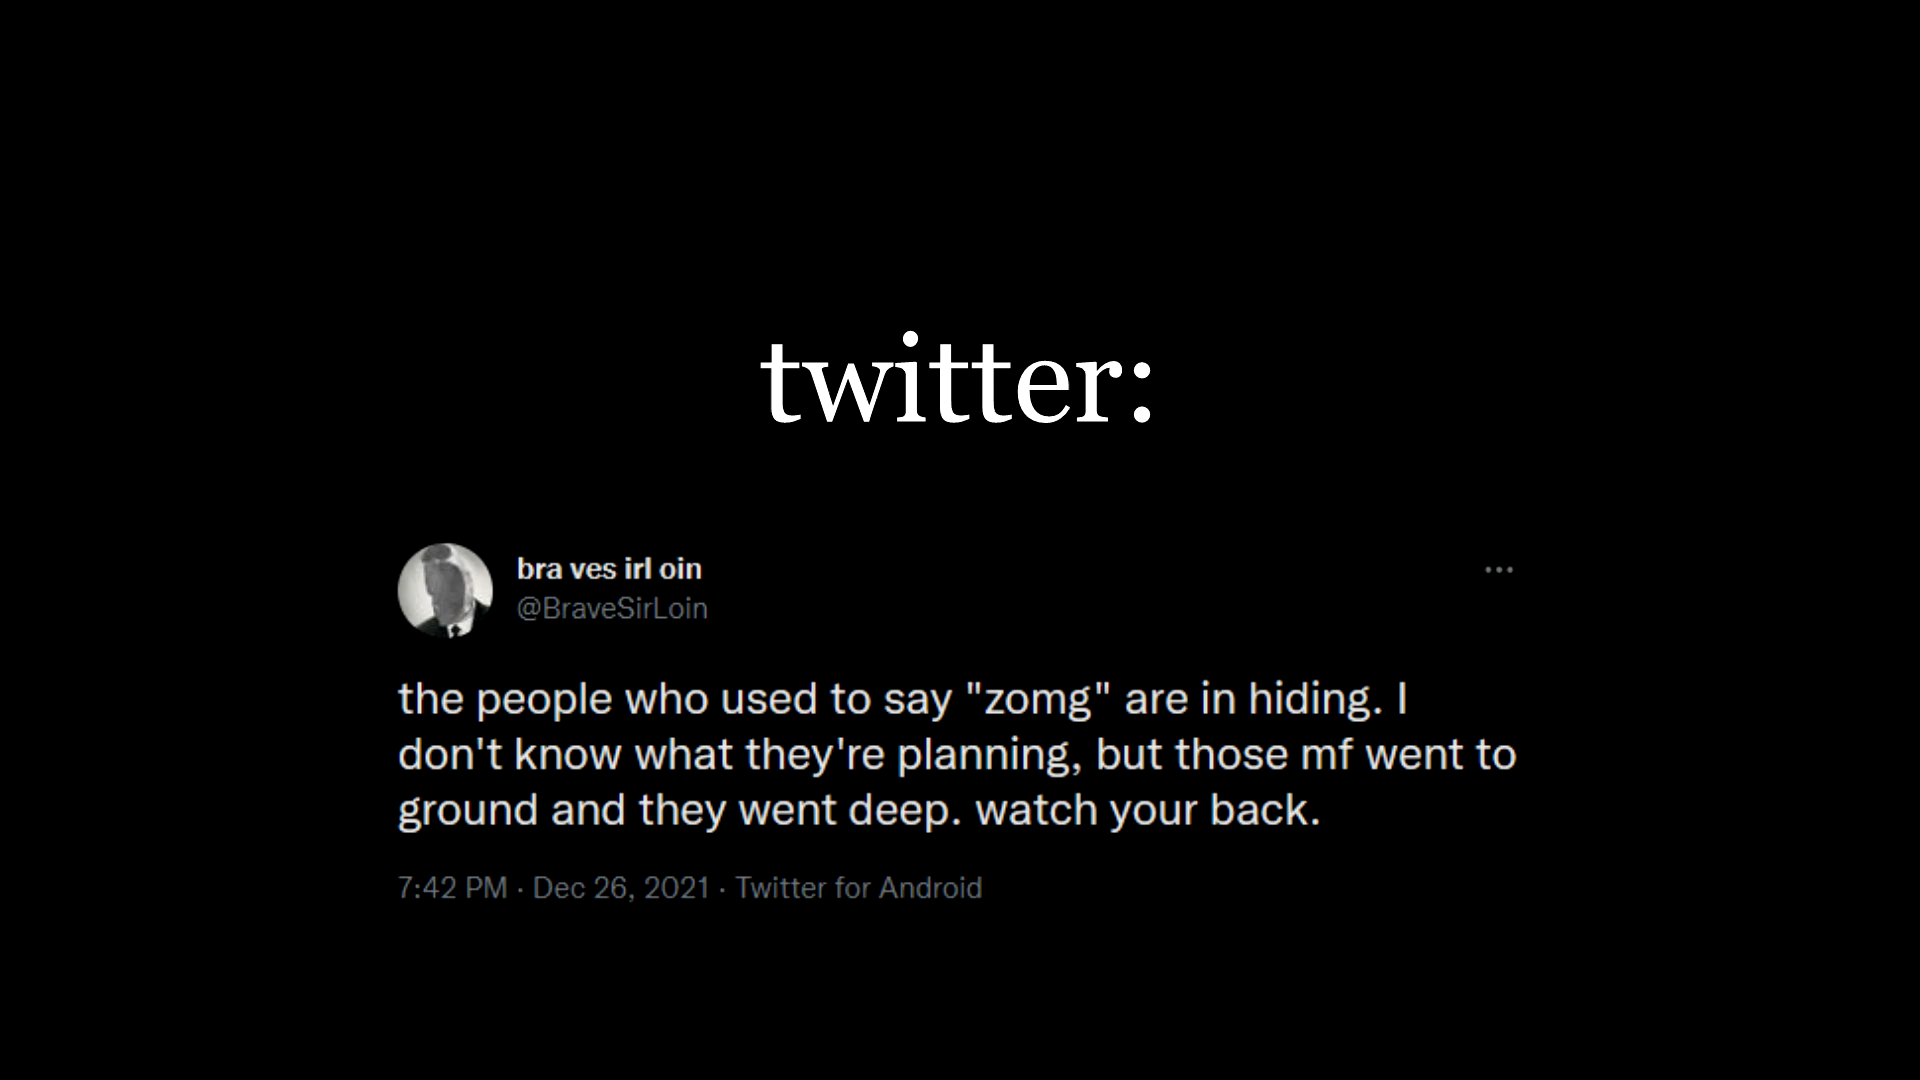 twitter:
bra ves irl oin
@BraveSirLoin
the people who used to say "zomg" are in hiding. I
don't know what they're planning, but those mf went to
ground and they went deep. watch your back.
7:42 PM · Dec 26, 2021 · Twitter for Android